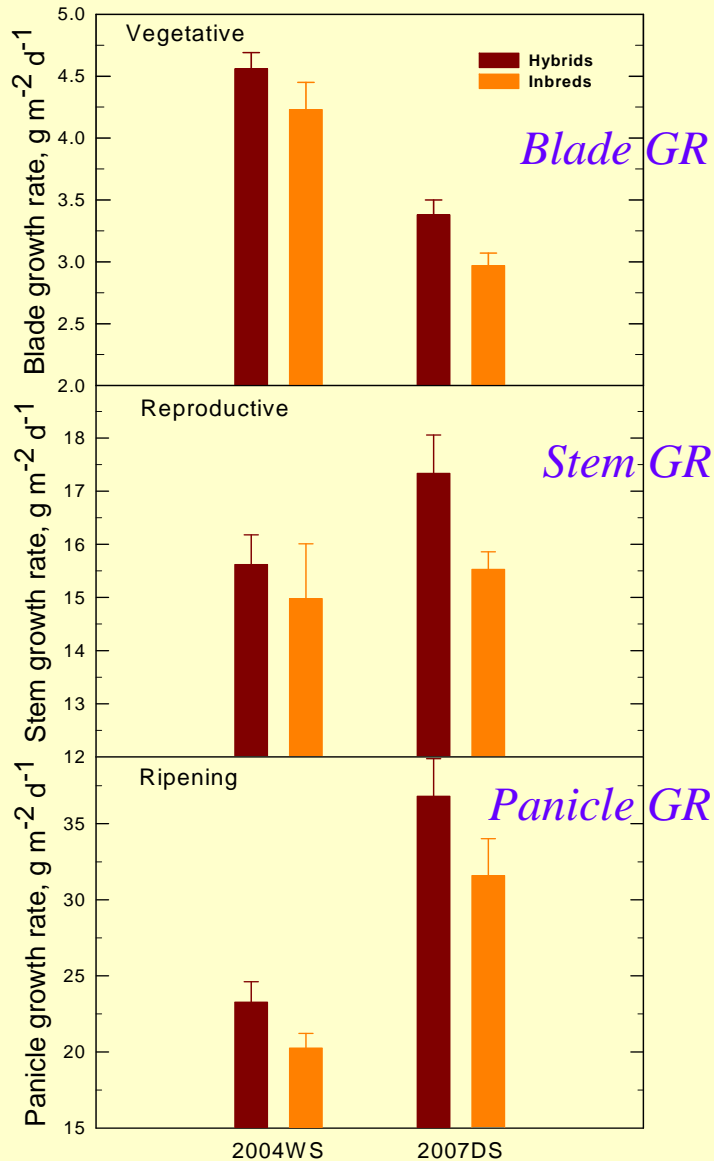 Vegetative
Hybrids
Inbreds
Blade GR
Blade growth rate, g m-2 d-1
5.0
4.5
4.0
3.5
3.0
2.5
2.0
Reproductive
Stem GR
Stem growth rate, g m-2 d-1
18
17
16
15
14
13
12
Ripening
Panicle GR
Panicle growth rate, g m-2 d-1
35
30
25
20
15
2004WS 2007DS